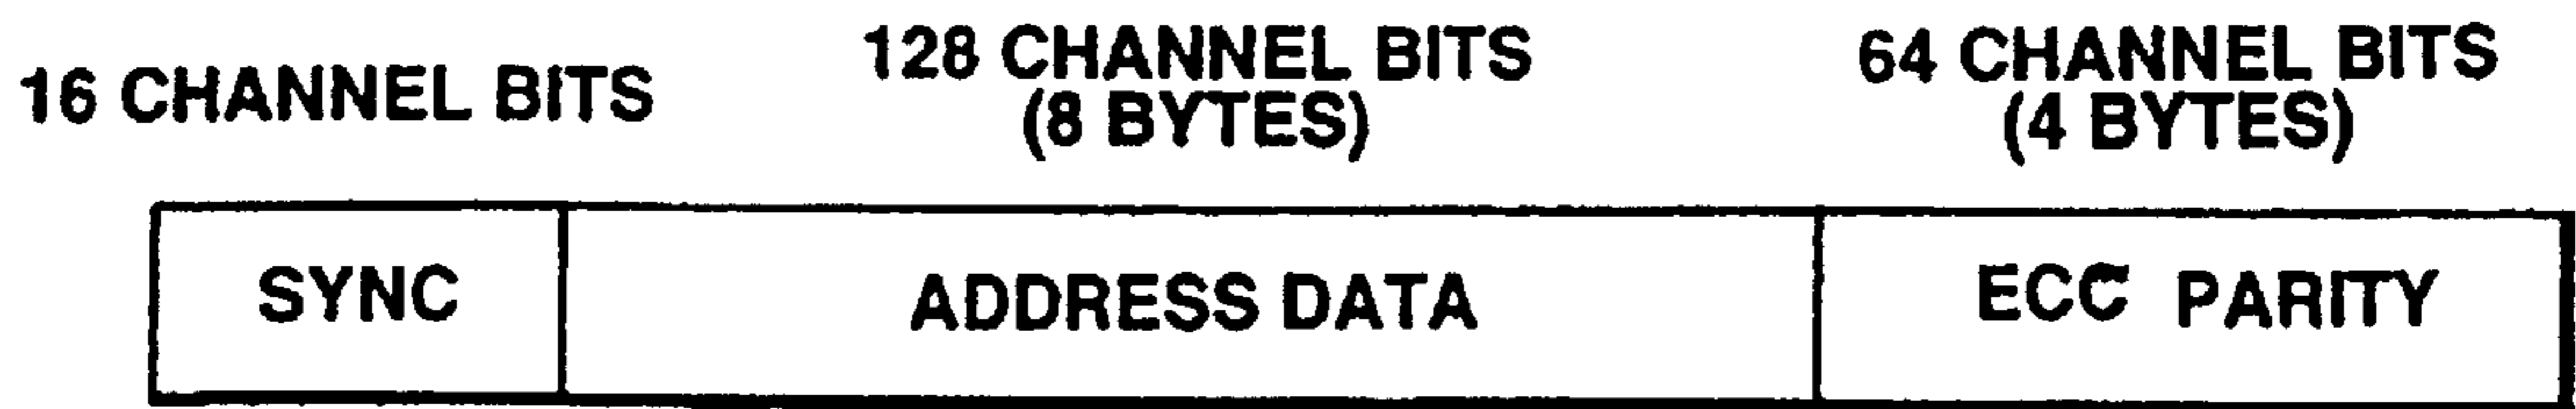 16 CHANNEL BITS
128 CHANNEL BITS
(8 BYTES)
64 CHANNEL BITS
(4 BYTES)
SYNC
ADDRESS DATA
ECC PARITY